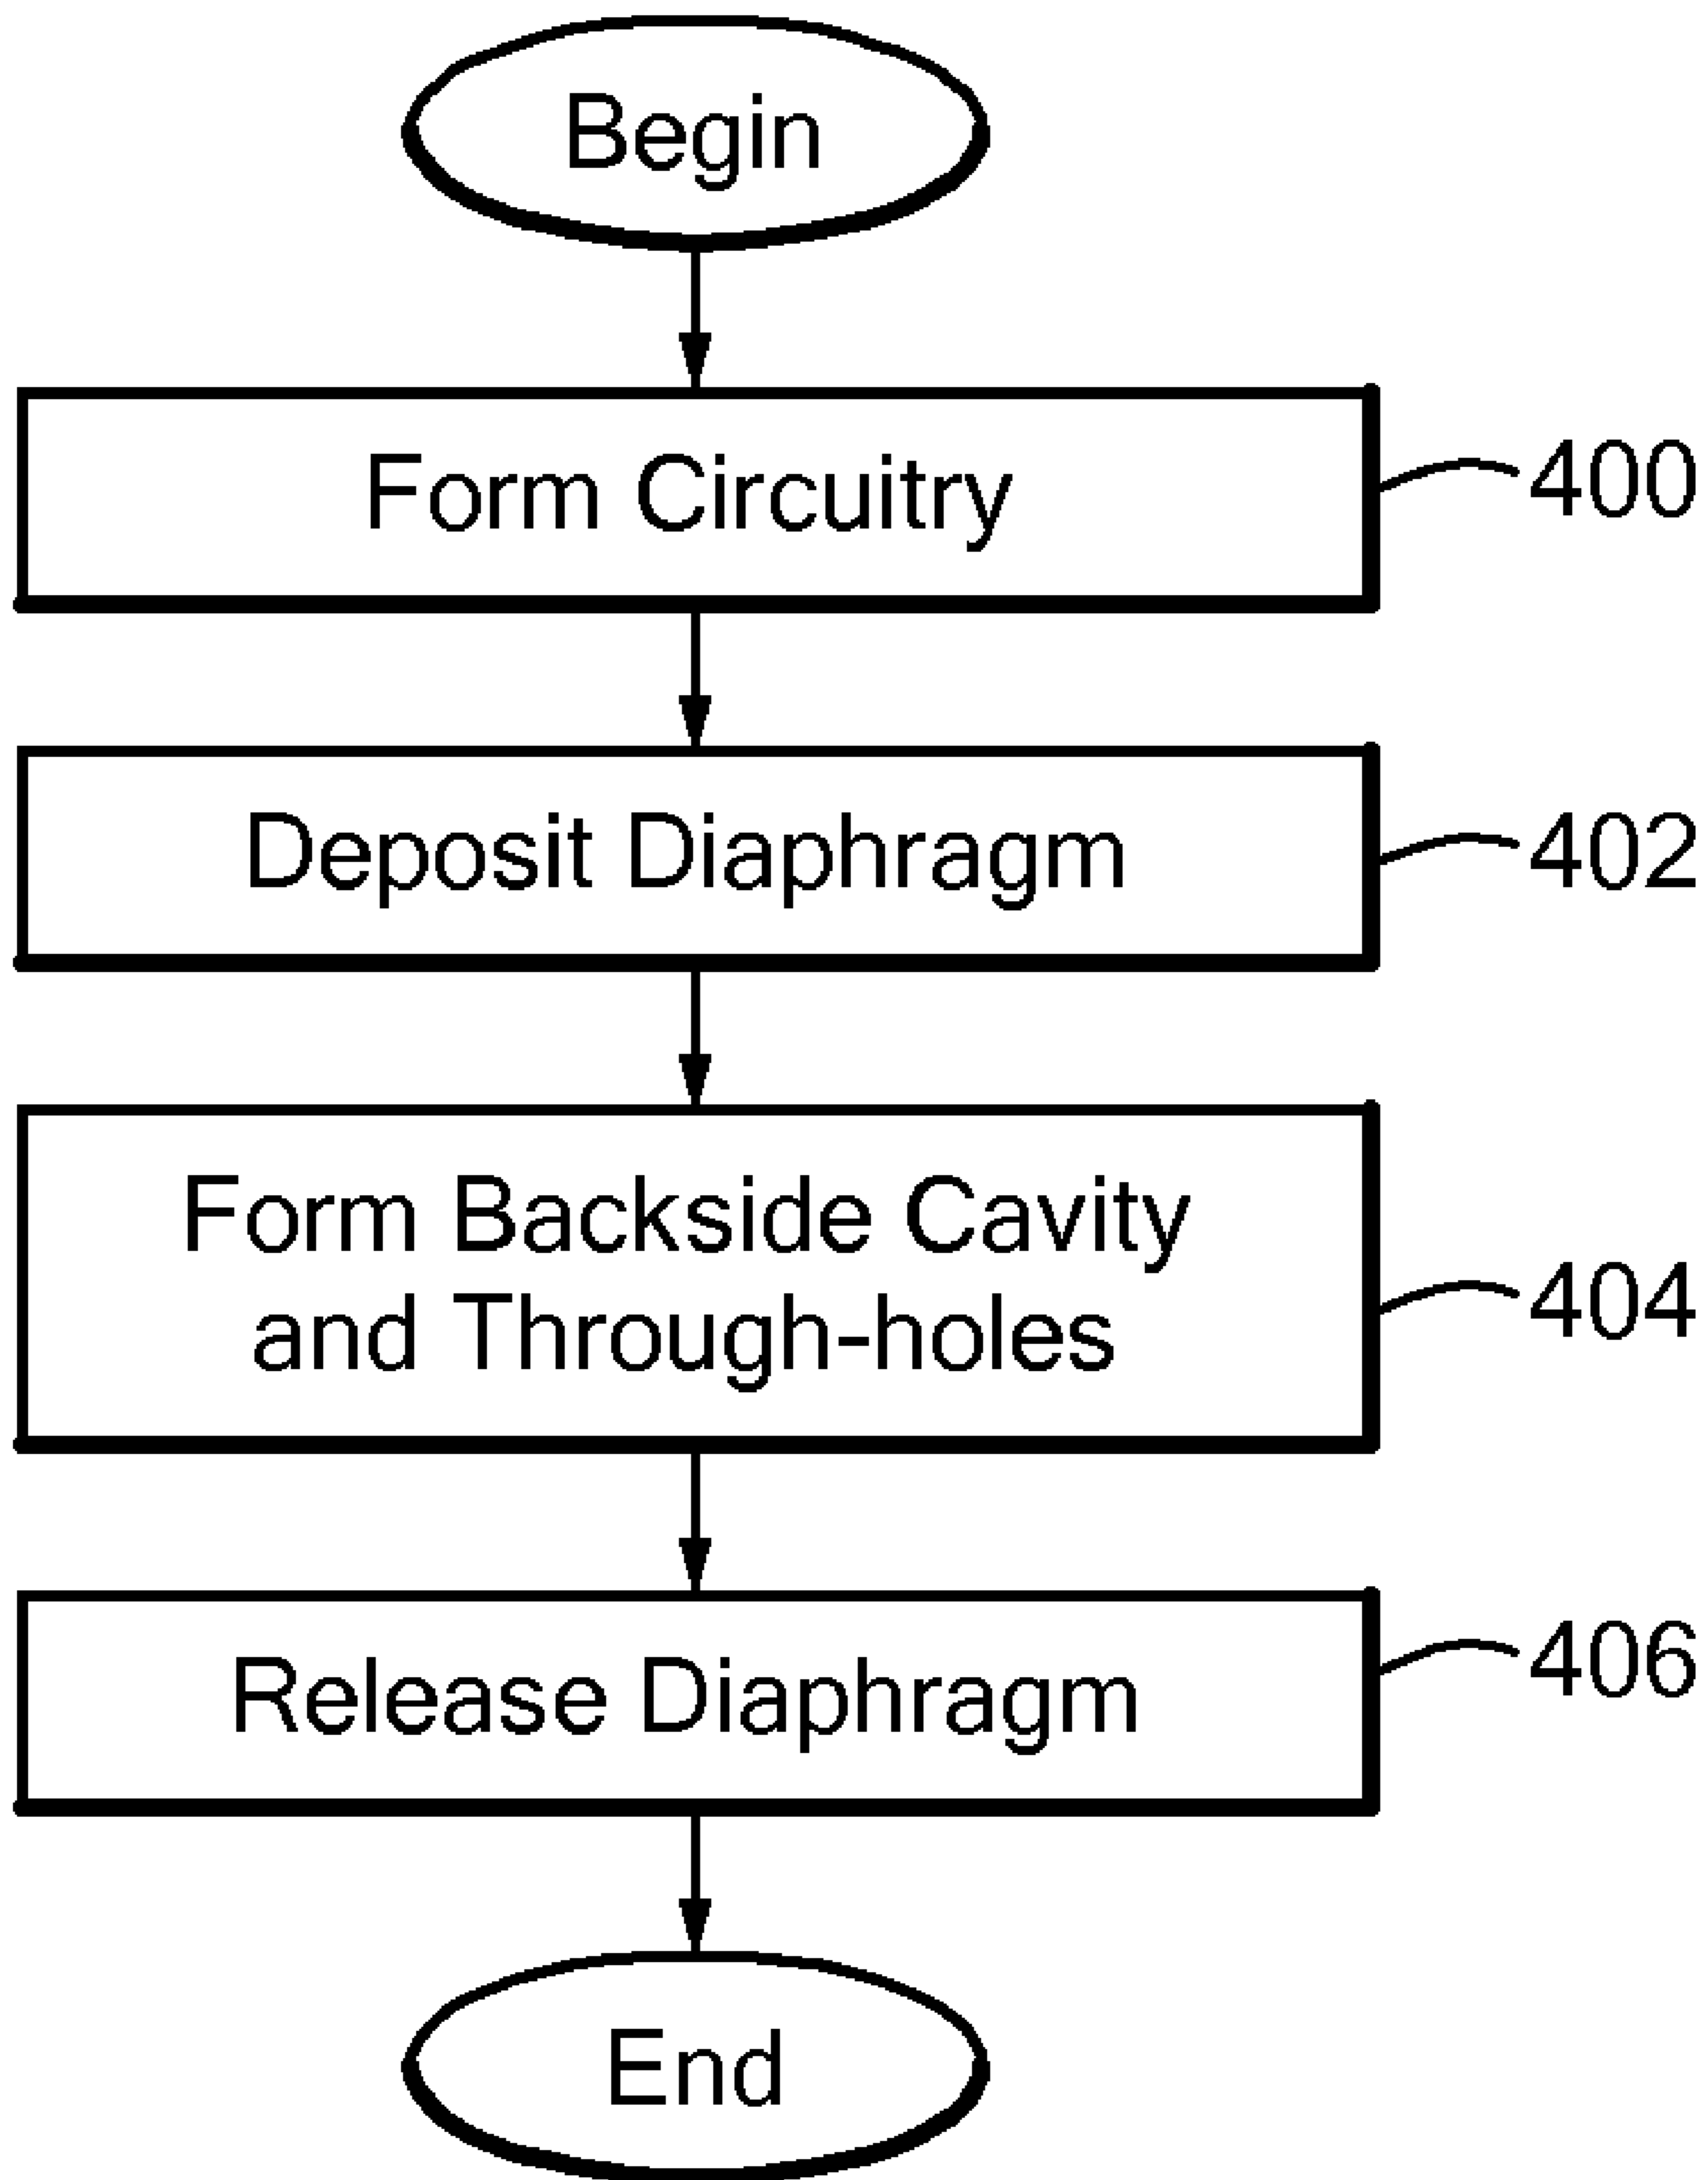 Begin
Form Circuitry
400
Deposit Diaphragm
402
Form Backside Cavity
and Through-holes
404
Release Diaphragm
406
End